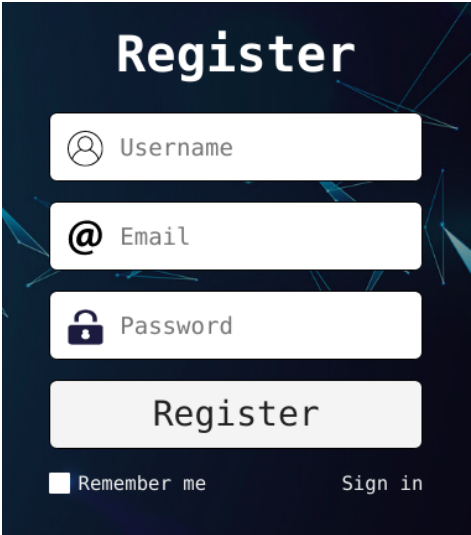 Register
Username
@ Email
Password
Register
Remember me
Sign in